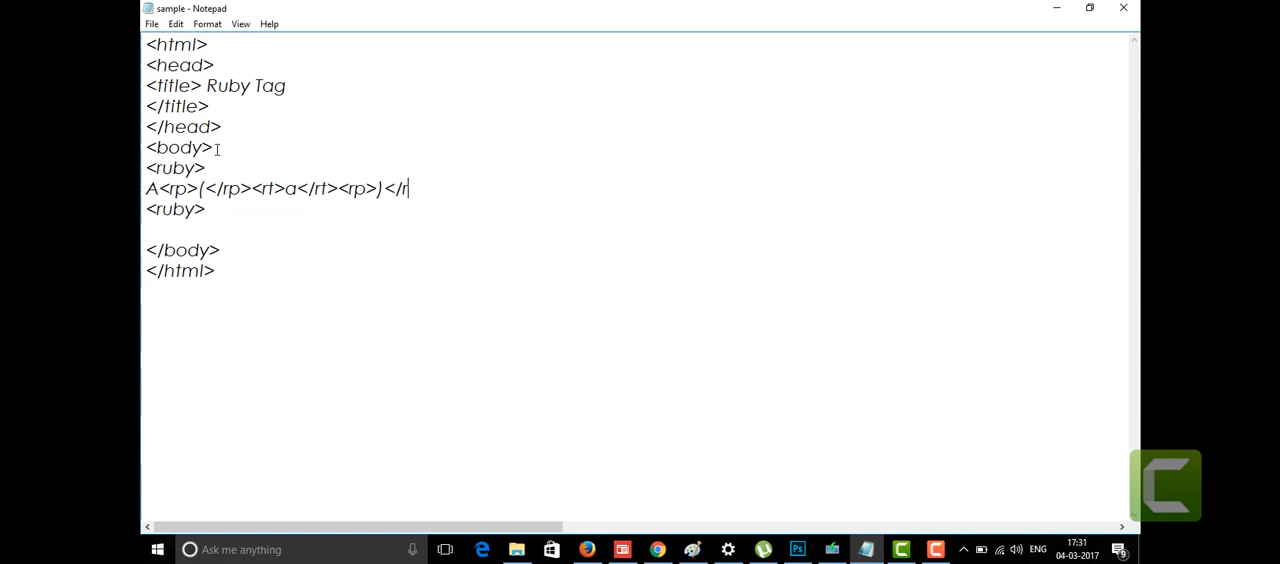 sample - Notepad
File Edit Format View Help
<html>
<head>
<title> Ruby Tag
</title>
</head>
<body>
<ruby>
A<rp>(</rp><rt>a</rt><rp>)</r
<ruby>
</body>
</html>
Ask me anything
ENG
17:31
04-03-2017
9